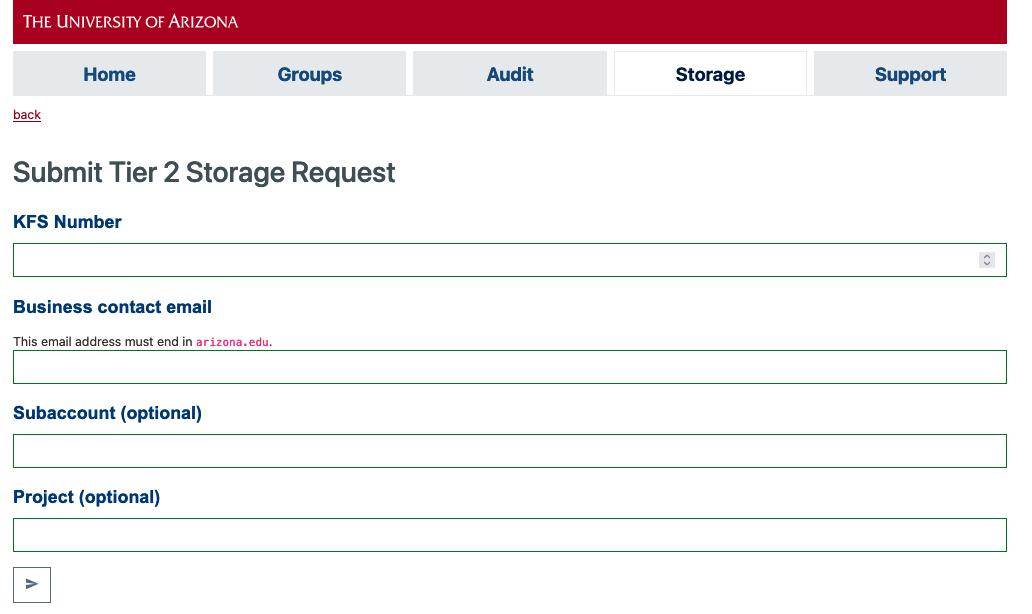 THE UNIVERSITY OF ARIZONA
Home Groups Audit Storage Support
back
Submit Tier 2 Storage Request
KFS Number
Business contact email
This email address must end in arizona.edu.
Subaccount (optional)
Project (optional)